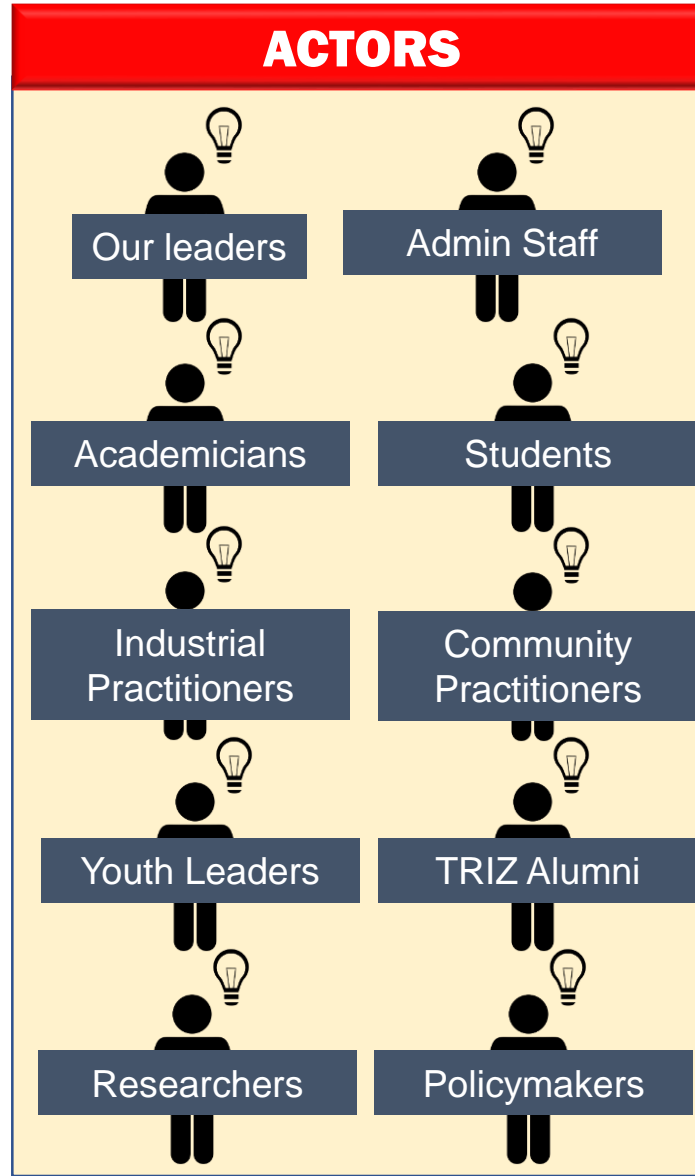 ACTORS
Our leaders
Admin Staff
Academicians
Students
Industrial
Practitioners
Community
Practitioners
Youth Leaders
TRIZ Alumni
Researchers
Policymakers